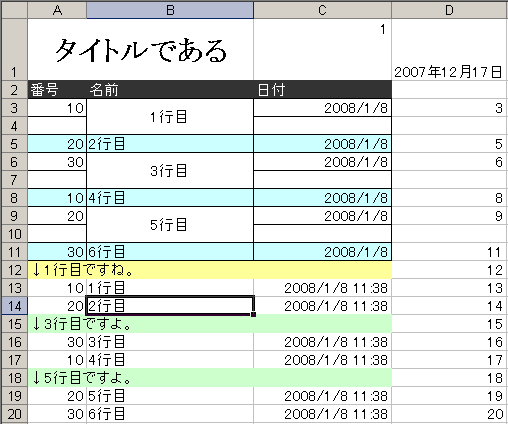 A B C D
1 タイトルである 1 2007年12月17日
2 番号 名前 日付
3 10 1行目 2008/1/8 3
4
5 20 2行目 2008/1/8 5
6 30 3行目 2008/1/8 6
7
8 10 4行目 2008/1/8 8
9 20 5行目 2008/1/8 9
10
11 30 6行目 2008/1/8 11
12 ↓1行目ですね。 12
13 10 1行目 2008/1/8 11:38 13
14 20 2行目 2008/1/8 11:38 14
15 ↓3行目ですよ。 15
16 30 3行目 2008/1/8 11:38 16
17 10 4行目 2008/1/8 11:38 17
18 ↓5行目ですよ。 18
19 20 5行目 2008/1/8 11:38 19
20 30 6行目 2008/1/8 11:38 20